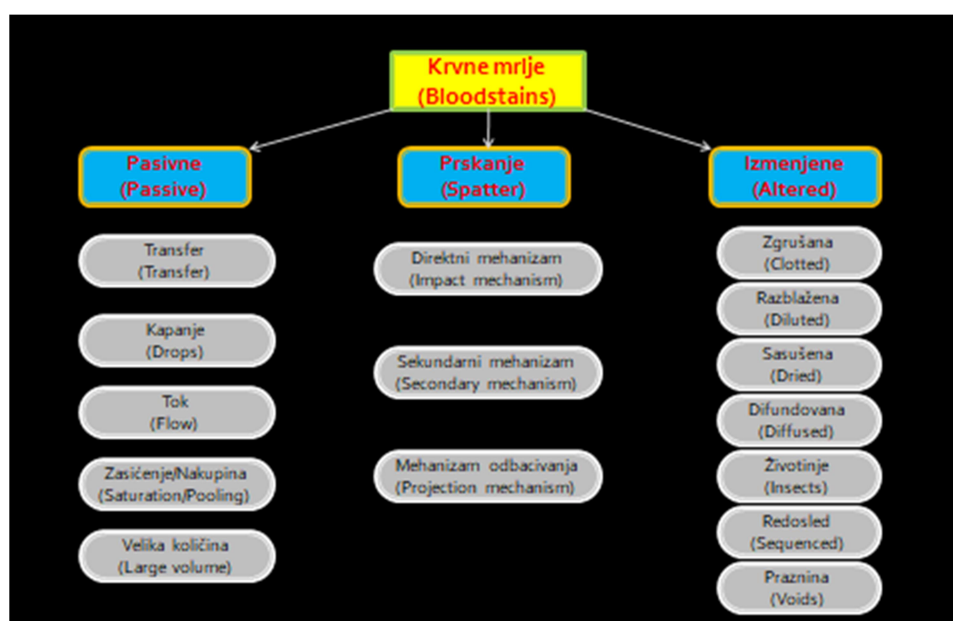 Krvne mrlje
(Bloodstains)
Pasivne
(Passive)
Transfer
(Transfer)
Kapanje
(Drops)
Tok
(Flow)
Zasićenje/Nakupina
(Saturation/Pooling)
Velika količina
(Large volume)
Prskanje
(Spatter)
Direktni mehanizam
(Impact mechanism)
Sekundarni mehanizam
(Secondary mechanism)
Mehanizam odbacivanja
(Projection mechanism)
Izmenjene
(Altered)
Zgrušana
(Clotted)
Razblažena
(Diluted)
Sasušena
(Dried)
Difundovana
(Diffused)
Životinje
(Insects)
Redosled
(Sequenced)
Praznina
(Voids)